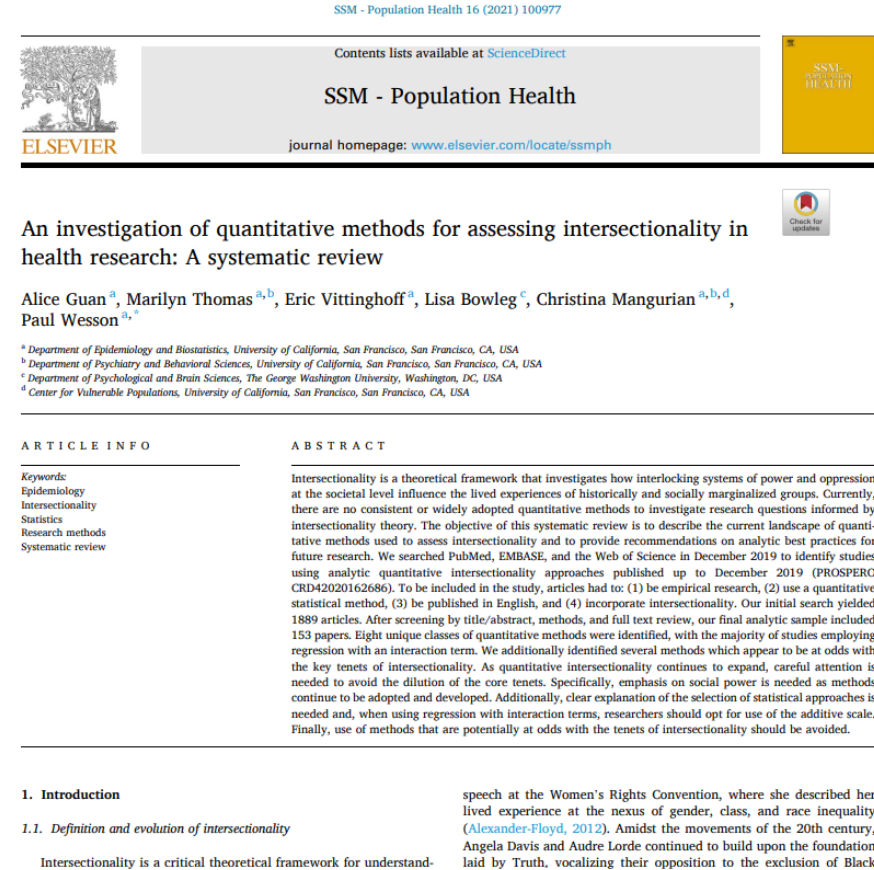 SSM - Population Health 16 (2021) 100977
Contents lists available at ScienceDirect
SSM - Population Health
journal homepage: www.elsevier.com/locate/ssmph
ELSEVIER
SSM-
POPULATION
HEALTH
Check for
updates
An investigation of quantitative methods for assessing intersectionality in
health research: A systematic review
Alice Guan a, Marilyn Thomas a,b, Eric Vittinghoff a, Lisa Bowleg c, Christina Mangurian a,b,d,
Paul Wesson a,*
a Department of Epidemiology and Biostatistics, University of California, San Francisco, San Francisco, CA, USA
b Department of Psychiatry and Behavioral Sciences, University of California, San Francisco, San Francisco, CA, USA
c Department of Psychological and Brain Sciences, The George Washington University, Washington, DC, USA
d Center for Vulnerable Populations, University of California, San Francisco, San Francisco, CA, USA
ARTICLE INFO
Keywords:
Epidemiology
Intersectionality
Statistics
Research methods
Systematic review
ABSTRACT
Intersectionality is a theoretical framework that investigates how interlocking systems of power and oppression
at the societal level influence the lived experiences of historically and socially marginalized groups. Currently,
there are no consistent or widely adopted quantitative methods to investigate research questions informed by
intersectionality theory. The objective of this systematic review is to describe the current landscape of quanti-
tative methods used to assess intersectionality and to provide recommendations on analytic best practices for
future research. We searched PubMed, EMBASE, and the Web of Science in December 2019 to identify studies
using analytic quantitative intersectionality approaches published up to December 2019 (PROSPERO
CRD42020162686). To be included in the study, articles had to: (1) be empirical research, (2) use a quantitative
statistical method, (3) be published in English, and (4) incorporate intersectionality. Our initial search yielded
1889 articles. After screening by title/abstract, methods, and full text review, our final analytic sample included
153 papers. Eight unique classes of quantitative methods were identified, with the majority of studies employing
regression with an interaction term. We additionally identified several methods which appear to be at odds with
the key tenets of intersectionality. As quantitative intersectionality continues to expand, careful attention is
needed to avoid the dilution of the core tenets. Specifically, emphasis on social power is needed as methods
continue to be adopted and developed. Additionally, clear explanation of the selection of statistical approaches is
needed and, when using regression with interaction terms, researchers should opt for use of the additive scale.
Finally, use of methods that are potentially at odds with the tenets of intersectionality should be avoided.
1. Introduction
1.1. Definition and evolution of intersectionality
Intersectionality is a critical theoretical framework for understand-
speech at the Women's Rights Convention, where she described her
lived experience at the nexus of gender, class, and race inequality
(Alexander-Floyd, 2012). Amidst the movements of the 20th century,
Angela Davis and Audre Lorde continued to build upon the foundation
laid by Truth, vocalizing their opposition to the exclusion of Black